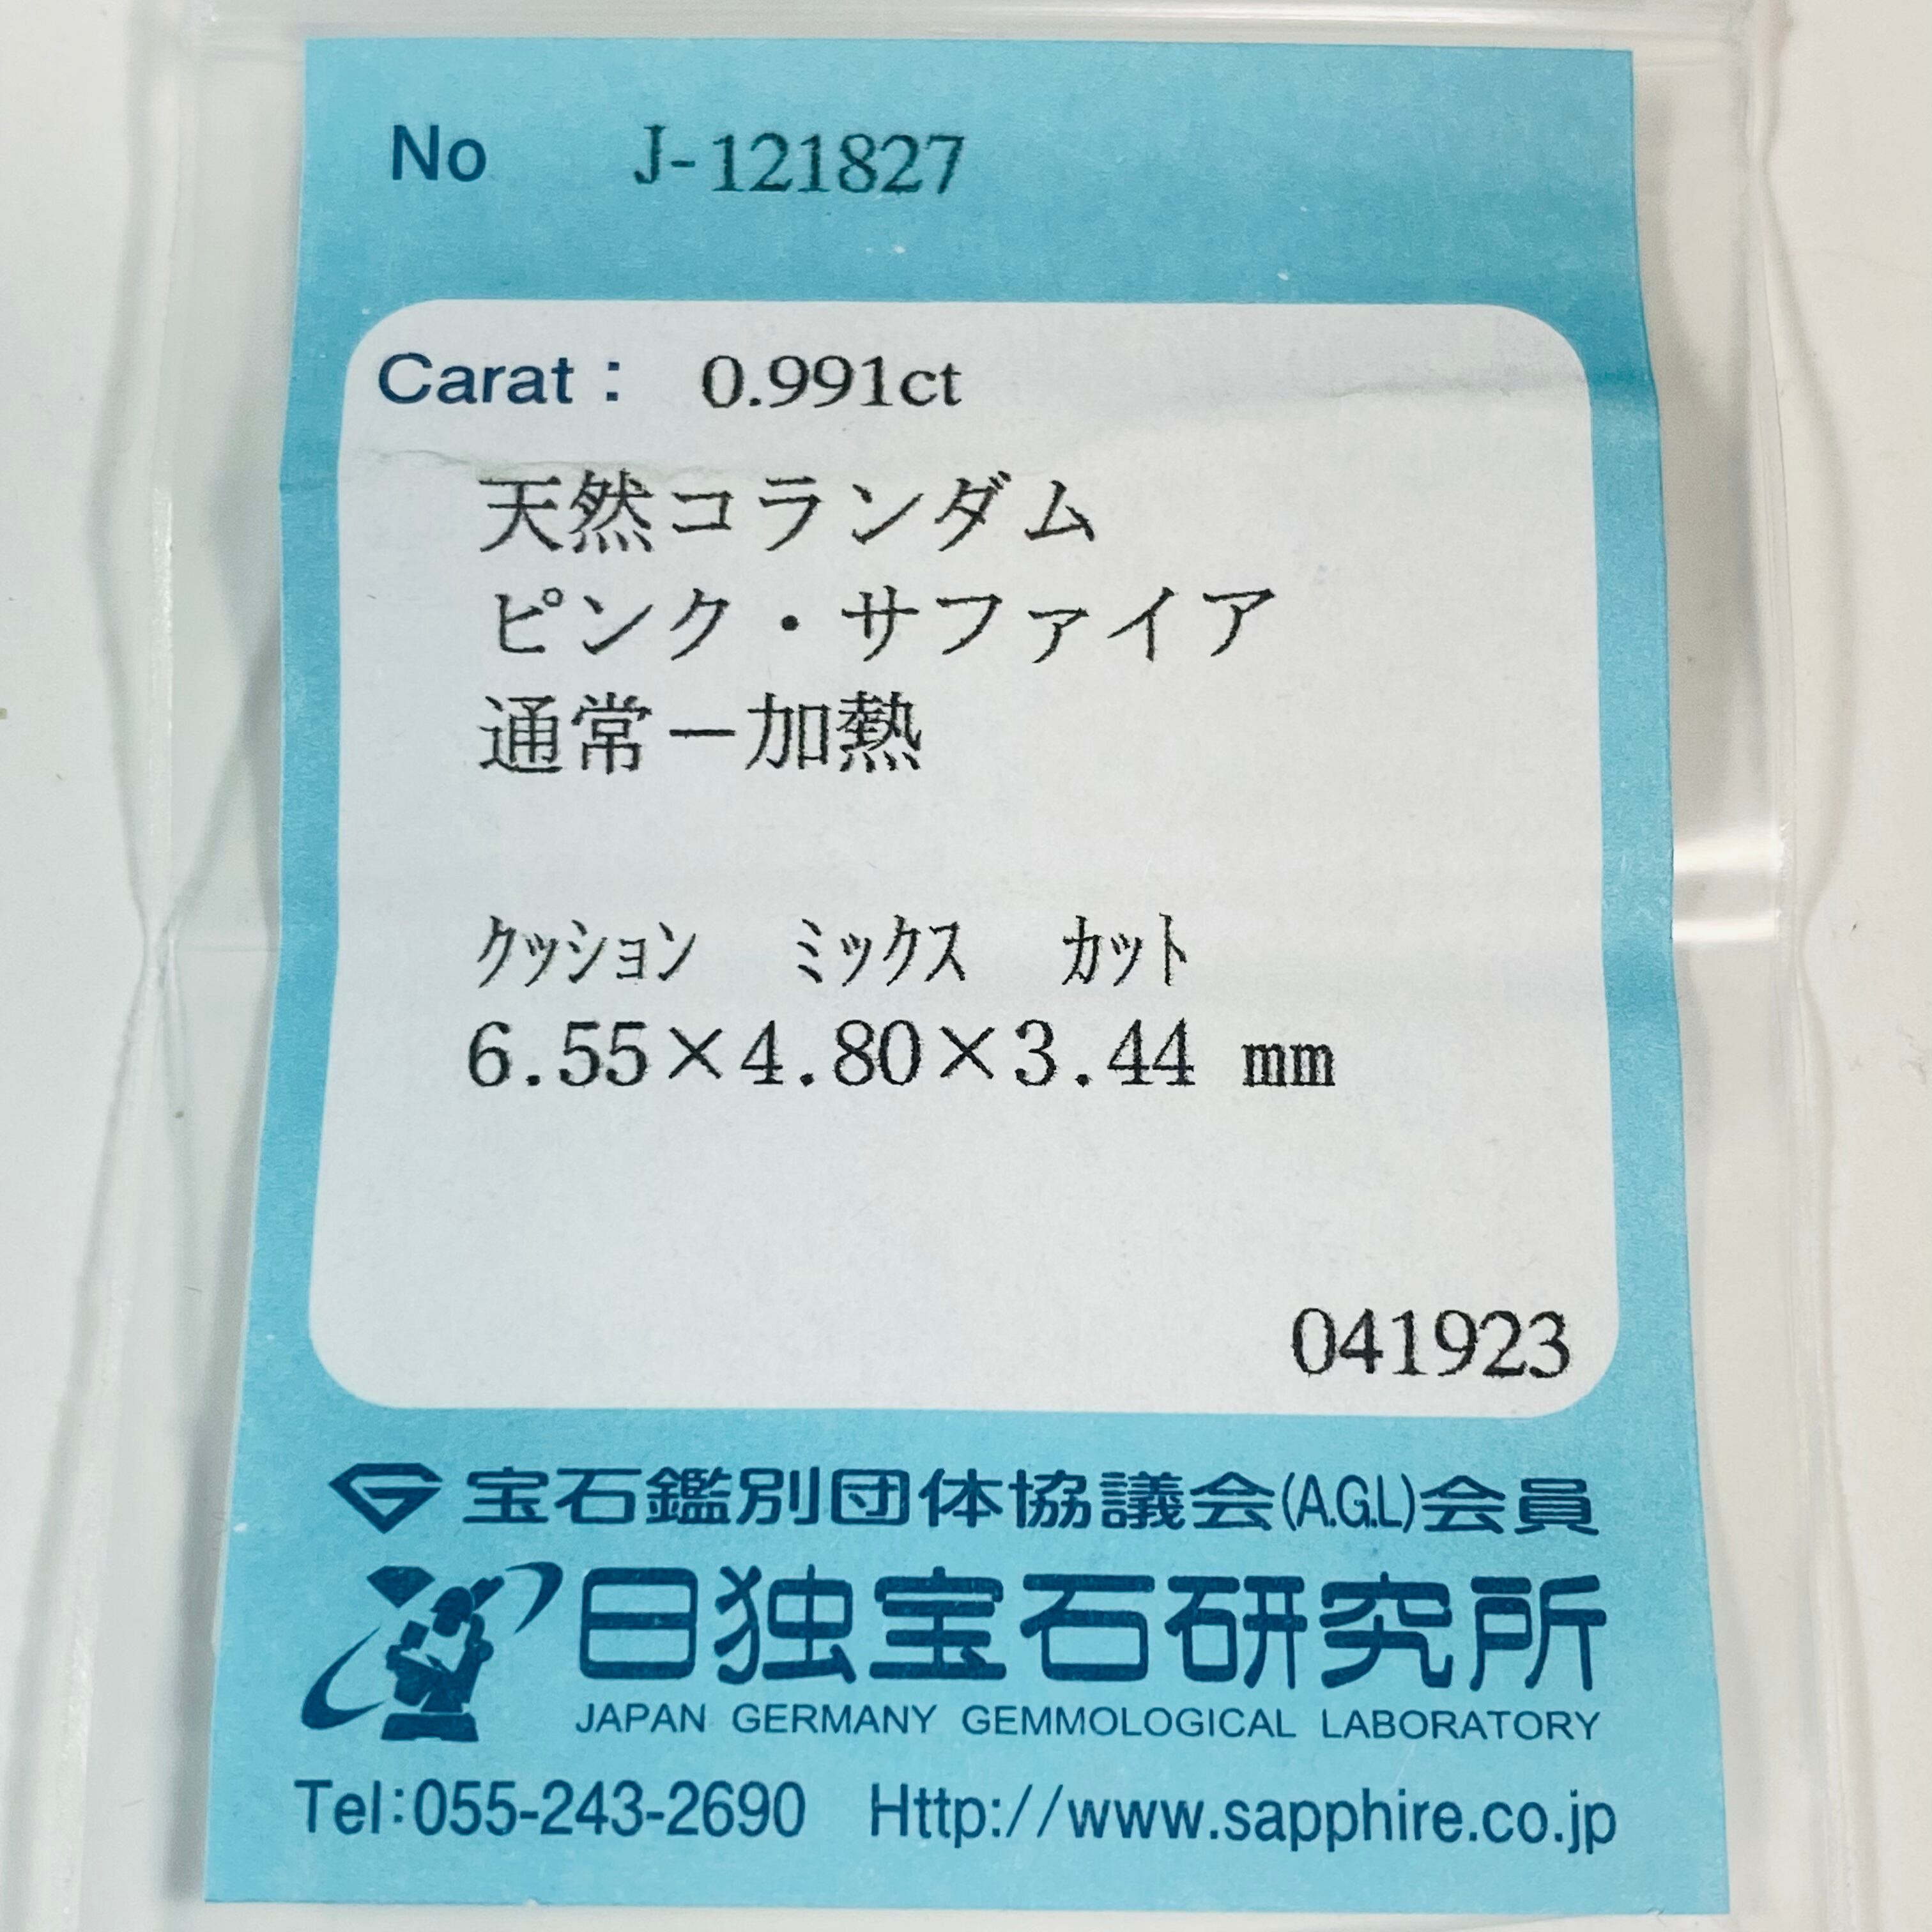 No J-121827
Carat： 0.991ct
天然コランダム
ピンク・サファイア
通常－加熱
ｸｯｼｮﾝ ﾐｯｸｽ ｶｯﾄ
6.55×4.80×3.44 mm
041923
宝石鑑別団体協議会(A.G.L)会員
日独宝石研究所
JAPAN GERMANY GEMMOLOGICAL LABORATORY
Tel:055-243-2690 Http://www.sapphire.co.jp